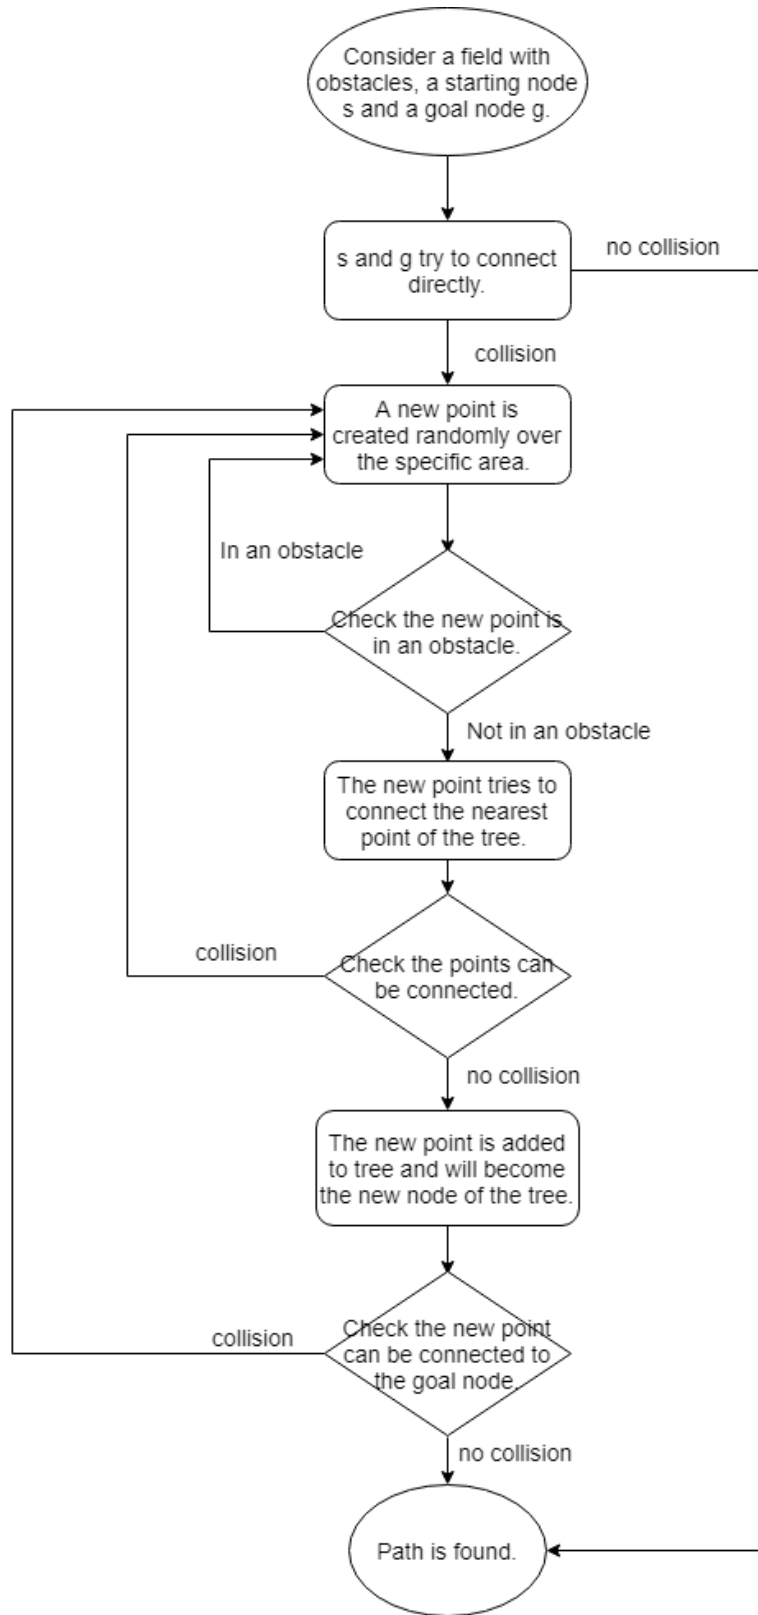 Consider a field with
obstacles, a starting node
s and a goal node g.
s and g try to connect
directly.
no collision
collision
A new point is
created randomly over
the specific area.
In an obstacle
Check the new point is
in an obstacle.
Not in an obstacle
The new point tries to
connect the nearest
point of the tree.
collision
Check the points can
be connected.
no collision
The new point is added
to tree and will become
the new node of the tree.
collision
Check the new point
can be connected to
the goal node.
no collision
Path is found.